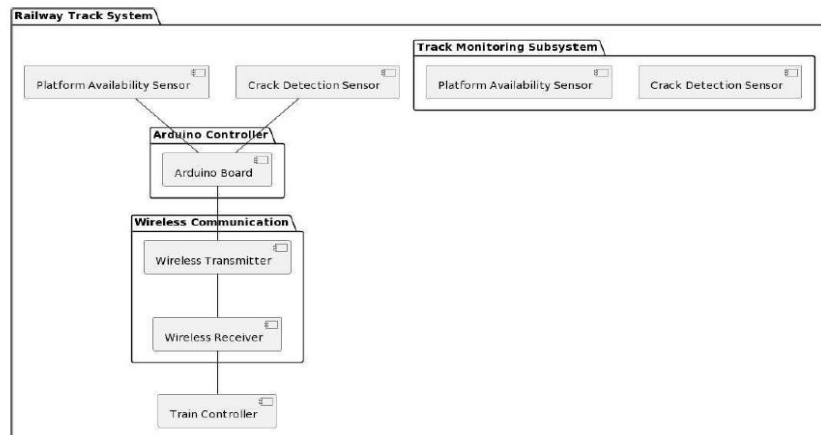 Railway Track System
Track Monitoring Subsystem
Platform Availability Sensor
Crack Detection Sensor
Platform Availability Sensor
Crack Detection Sensor
Arduino Controller
Arduino Board
Wireless Communication
Wireless Transmitter
Wireless Receiver
Train Controller